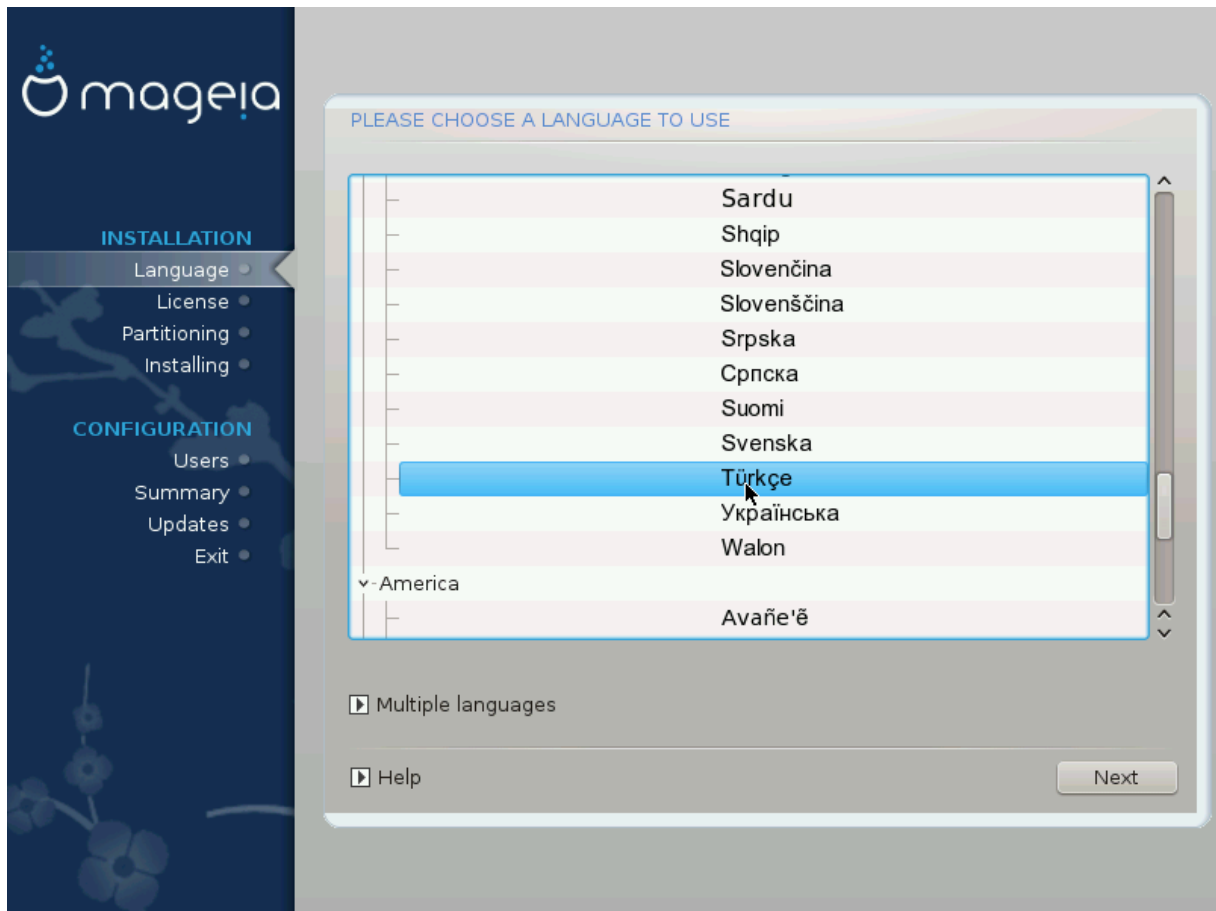 mageia
INSTALLATION
Language
License
Partitioning
Installing
CONFIGURATION
Users
Summary
Updates
Exit
PLEASE CHOOSE A LANGUAGE TO USE
Sardu
Shqip
Slovenčina
Slovenščina
Srpska
Српска
Suomi
Svenska
Türkçe
Українська
Walon
America
Avañe'ẽ
Multiple languages
Help
Next